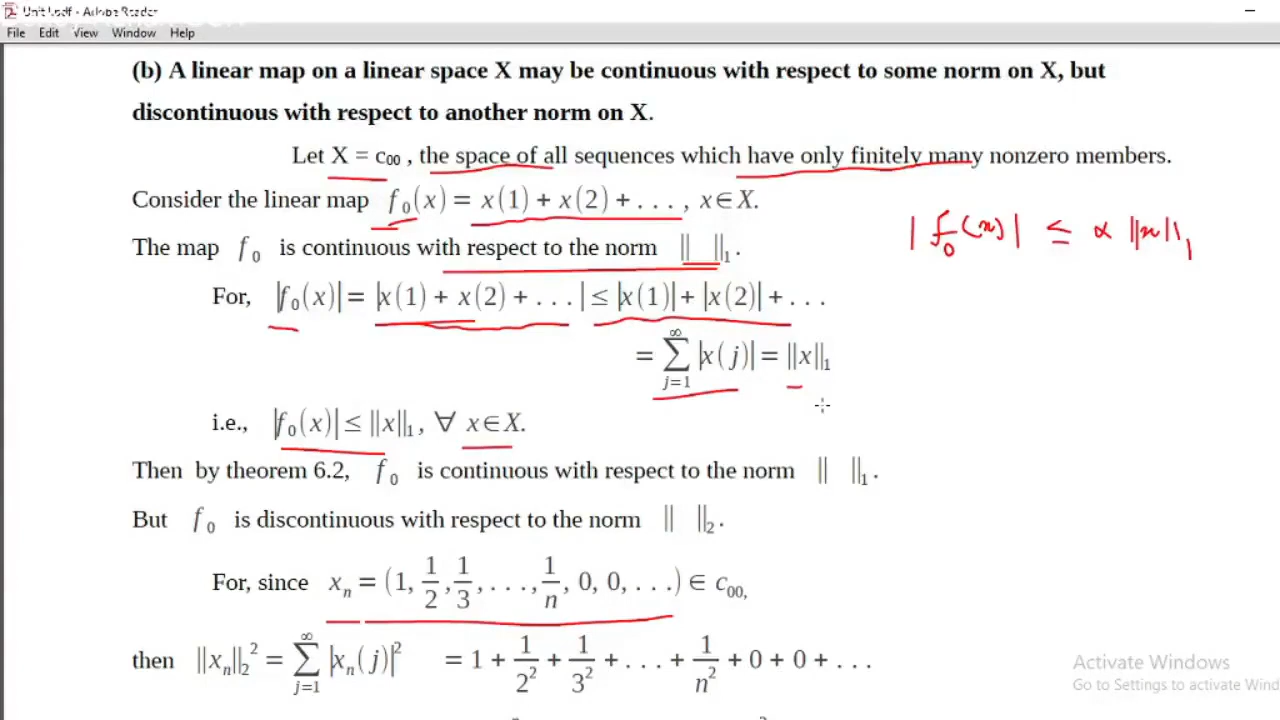 Unit I.pdf - Adobe Reader
File Edit View Window Help
(b) A linear map on a linear space X may be continuous with respect to some norm on X, but
discontinuous with respect to another norm on X.
Let X = c₀₀ , the space of all sequences which have only finitely many nonzero members.
Consider the linear map f₀(x) = x(1) + x(2) + . . . , x∈X.
The map f₀ is continuous with respect to the norm ‖ ‖₁ .
|f₀(x)| ≤ α ‖x‖₁
For, |f₀(x)| = |x(1) + x(2) + . . . | ≤ |x(1)| + |x(2)| + . . .
= ∑_{j=1}^{∞} |x(j)| = ‖x‖₁
i.e., |f₀(x)| ≤ ‖x‖₁ , ∀ x∈X.
Then by theorem 6.2, f₀ is continuous with respect to the norm ‖ ‖₁ .
But f₀ is discontinuous with respect to the norm ‖ ‖₂ .
For, since xₙ = (1, 1/2 , 1/3 , . . . , 1/n , 0, 0, . . .) ∈ c₀₀,
then ‖xₙ‖₂² = ∑_{j=1}^{∞} |xₙ(j)|² = 1 + 1/2² + 1/3² + . . . + 1/n² + 0 + 0 + . . .
Activate Windows
Go to Settings to activate Wind